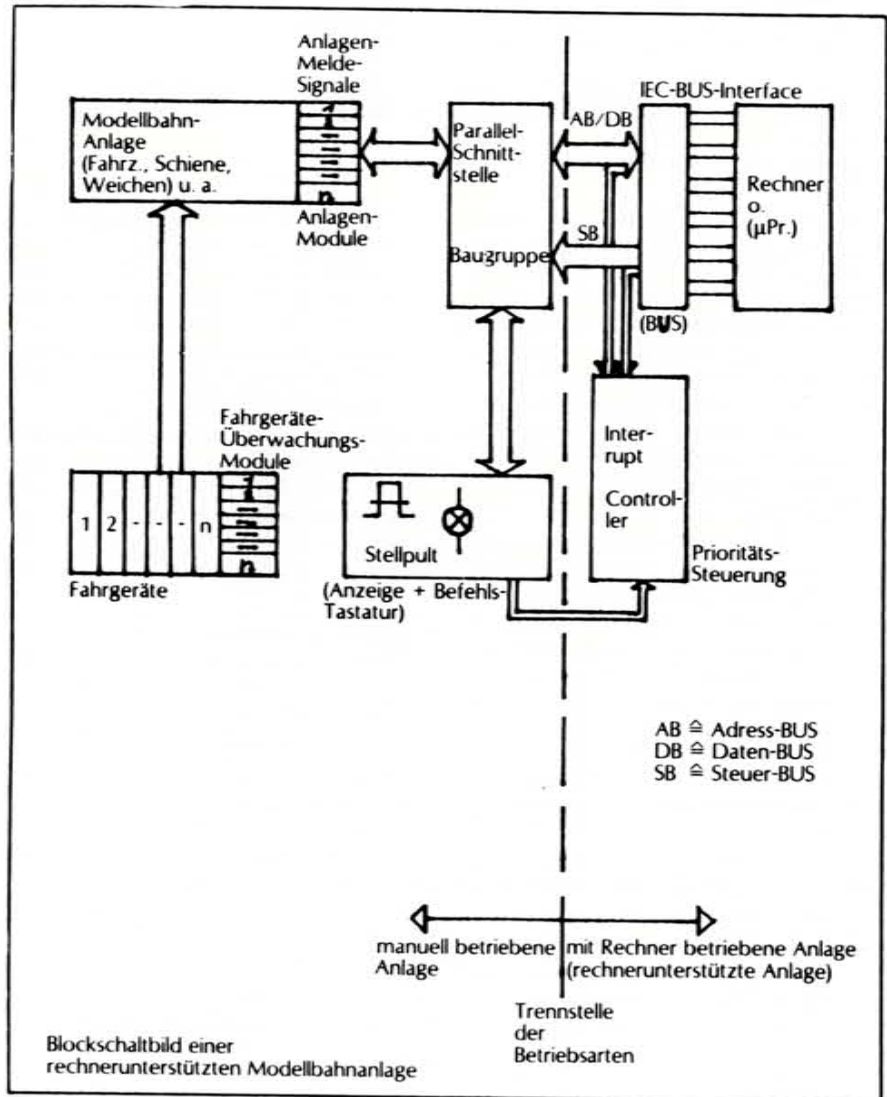 Anlagen-
Melde-
Signale
1
n
Anlagen-
Module
Modellbahn-
Anlage
(Fahrz., Schiene,
Weichen) u. a.
Parallel-
Schnitt-
stelle
Baugruppe
AB/DB
SB
IEC-BUS-Interface
(BUS)
Rechner
o.
(µPr.)
Fahrgeräte-
Überwachungs-
Module
1
n
1 2 - - - n
Fahrgeräte
Stellpult
(Anzeige + Befehls-
Tastatur)
Inter-
rupt
Control-
ler
Prioritäts-
Steuerung
AB ≙ Adress-BUS
DB ≙ Daten-BUS
SB ≙ Steuer-BUS
manuell betriebene
Anlage
mit Rechner betriebene Anlage
(rechnerunterstützte Anlage)
Trennstelle
der
Betriebsarten
Blockschaltbild einer
rechnerunterstützten Modellbahnanlage